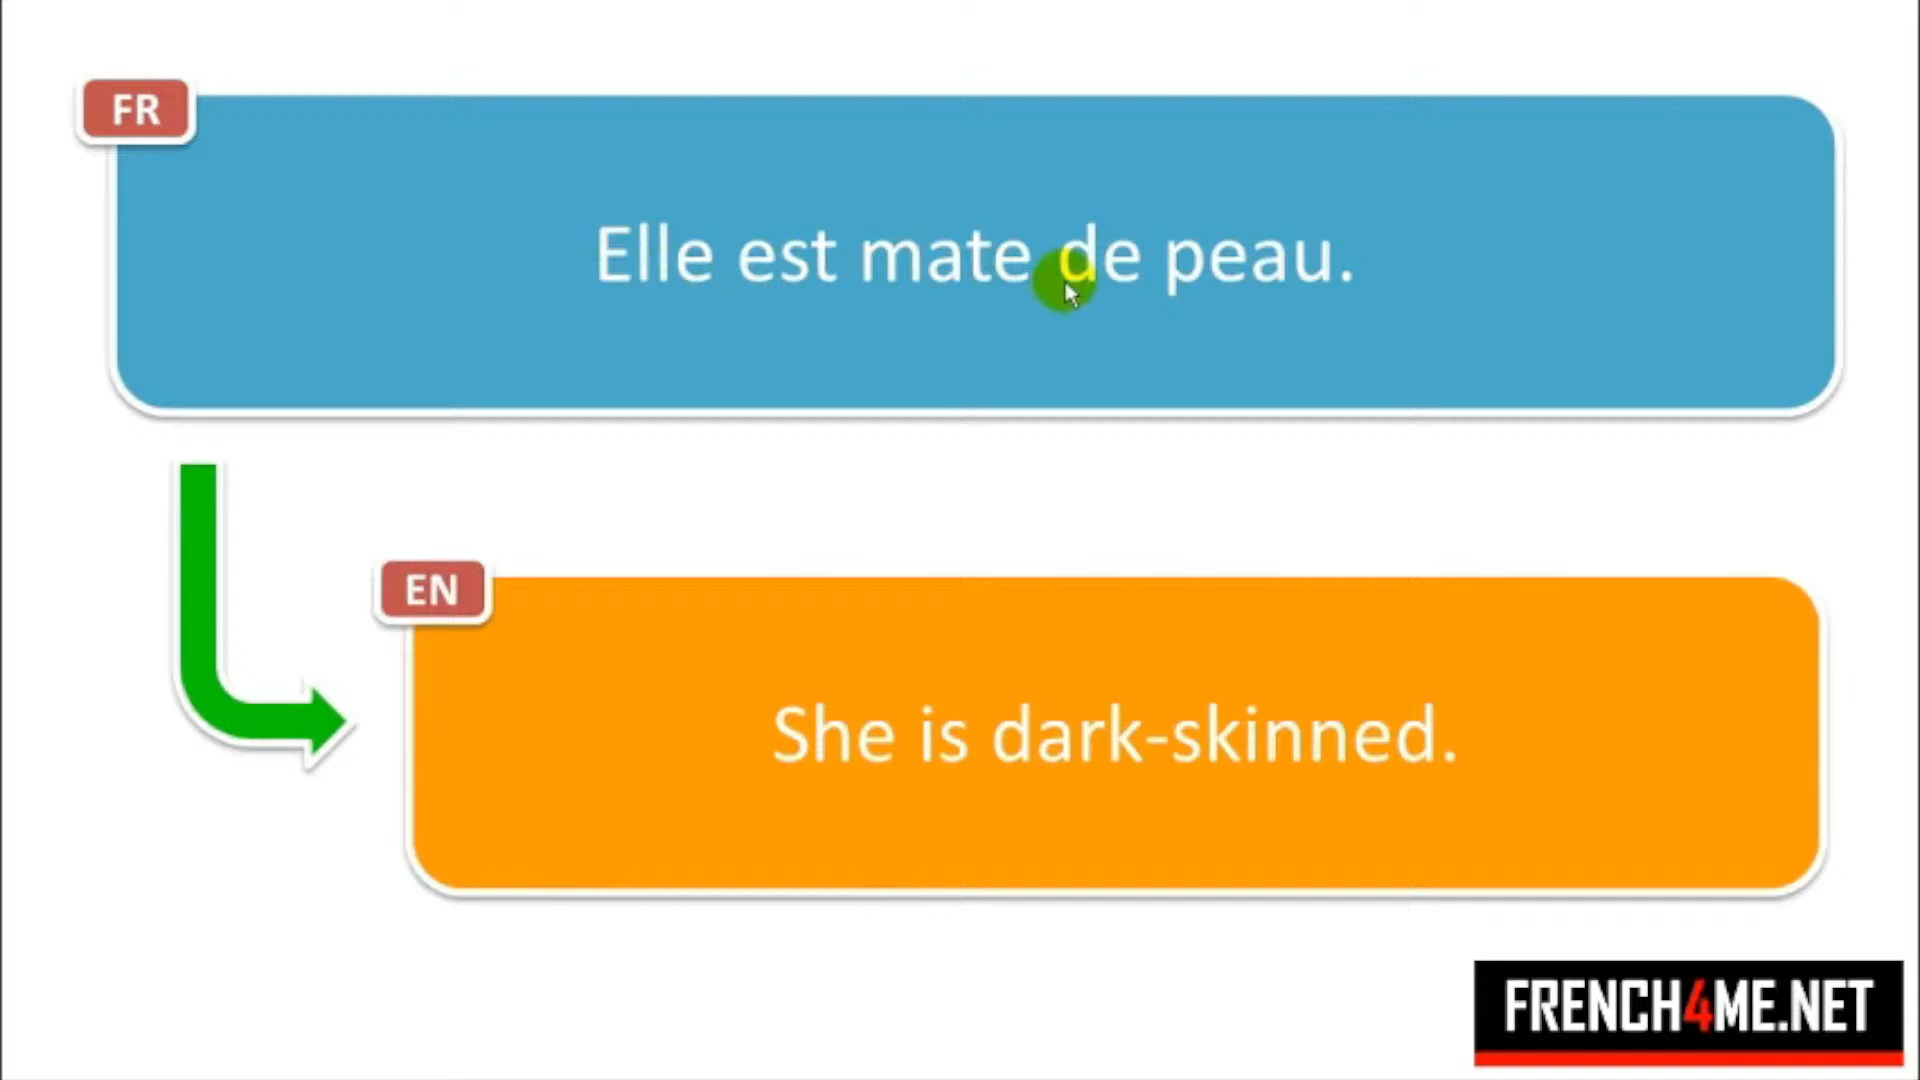 FR
Elle est mate de peau.
EN
She is dark-skinned.
FRENCH4ME.NET